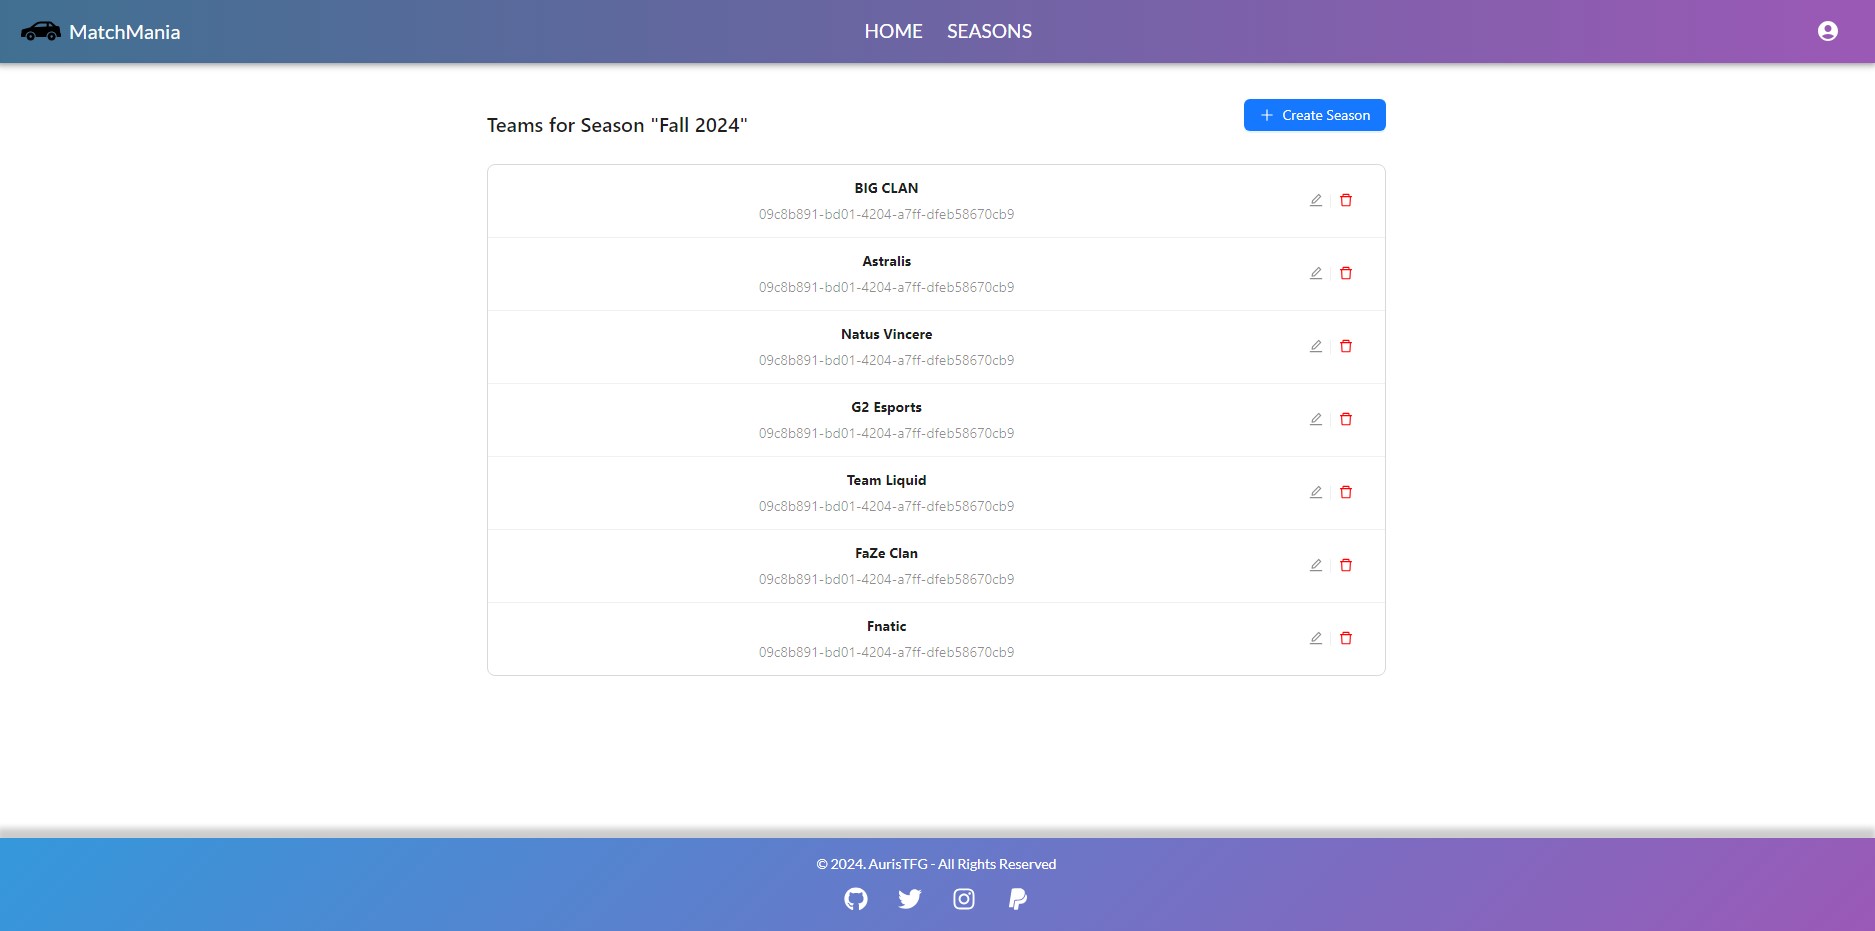 MatchMania
HOME SEASONS
Teams for Season "Fall 2024"
Create Season
BIG CLAN
09c8b891-bd01-4204-a7ff-dfeb58670cb9
Astralis
09c8b891-bd01-4204-a7ff-dfeb58670cb9
Natus Vincere
09c8b891-bd01-4204-a7ff-dfeb58670cb9
G2 Esports
09c8b891-bd01-4204-a7ff-dfeb58670cb9
Team Liquid
09c8b891-bd01-4204-a7ff-dfeb58670cb9
FaZe Clan
09c8b891-bd01-4204-a7ff-dfeb58670cb9
Fnatic
09c8b891-bd01-4204-a7ff-dfeb58670cb9
© 2024. AurisTFG - All Rights Reserved